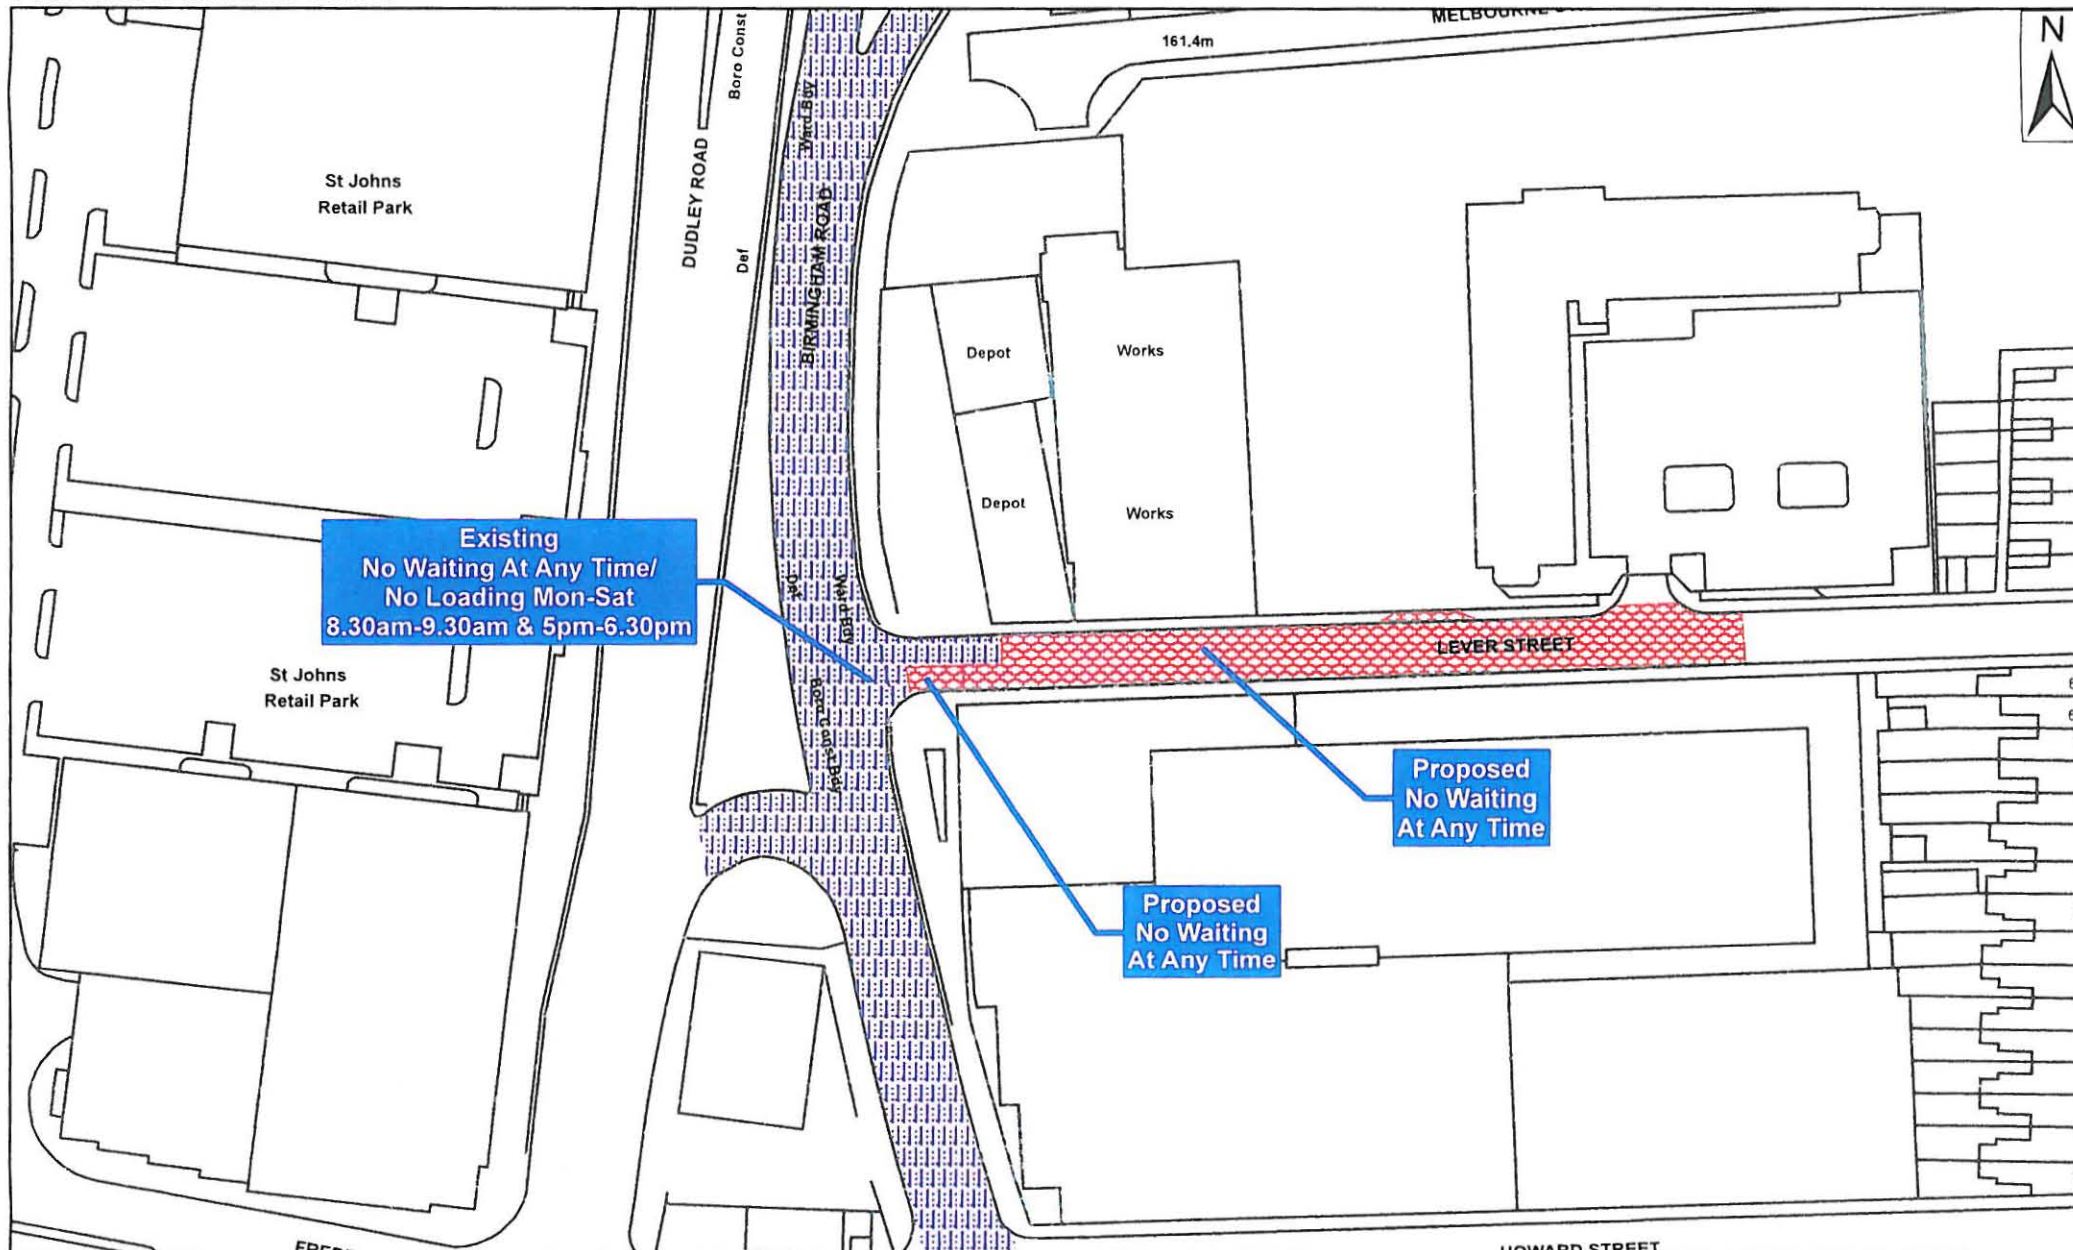 MELBOURNE
161.4m
N
Boro Const
Ward Bdy
St Johns
Retail Park
DUDLEY ROAD
Def
BIRMINGHAM ROAD
Depot
Works
Depot
Works
Existing
No Waiting At Any Time/
No Loading Mon-Sat
8.30am-9.30am & 5pm-6.30pm
Def
Ward Bdy
LEVER STREET
St Johns
Retail Park
Boro Const Bdy
Proposed
No Waiting
At Any Time
Proposed
No Waiting
At Any Time
HOWARD STREET